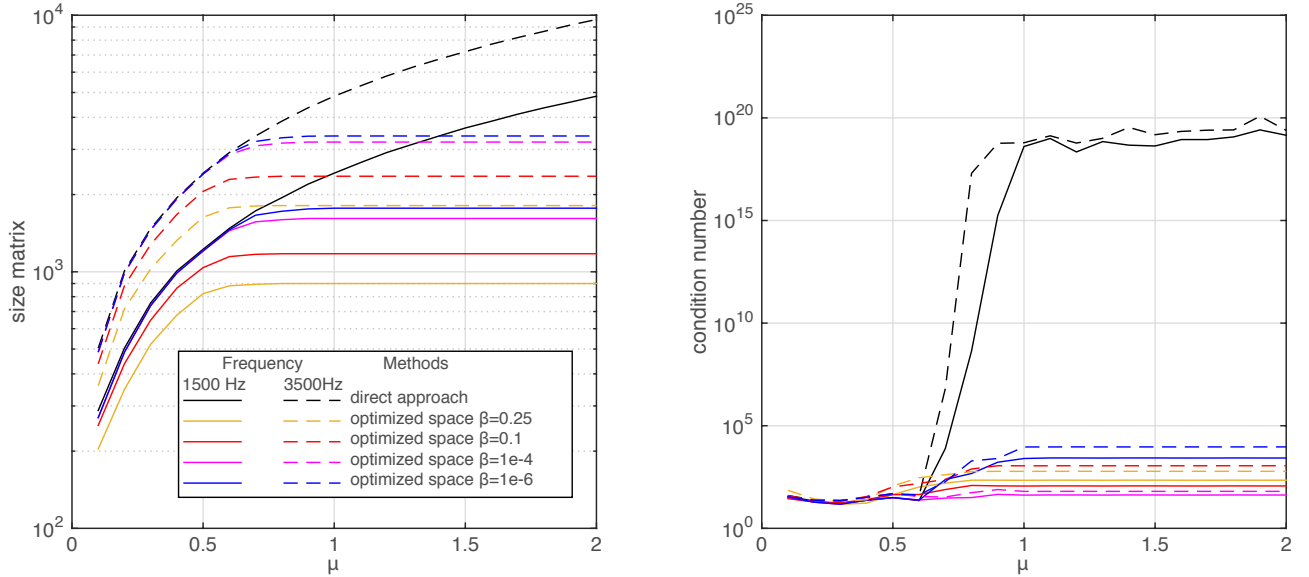 10^4
10^3
10^2
size matrix
0
0.5
1
1.5
2
μ
Frequency Methods
1500 Hz 3500Hz
direct approach
optimized space β=0.25
optimized space β=0.1
optimized space β=1e-4
optimized space β=1e-6
10^25
10^20
10^15
10^10
10^5
10^0
condition number
0
0.5
1
1.5
2
μ